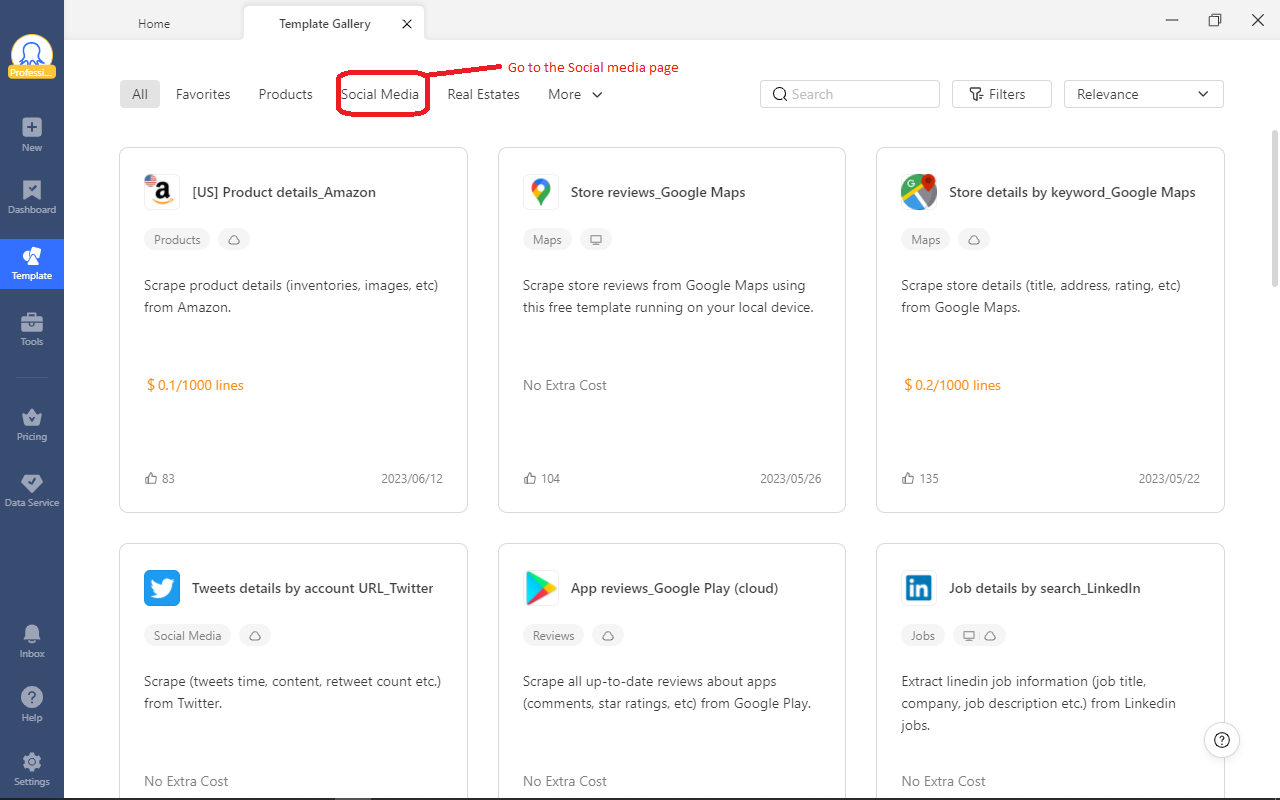 Home
Template Gallery
Professi...
New
Dashboard
Template
Tools
Pricing
Data Service
Inbox
Help
Settings
Go to the Social media page
All
Favorites
Products
Social Media
Real Estates
More
Search
Filters
Relevance
[US] Product details_Amazon
Products
Scrape product details (inventories, images, etc)
from Amazon.
$ 0.1/1000 lines
83
2023/06/12
Store reviews_Google Maps
Maps
Scrape store reviews from Google Maps using
this free template running on your local device.
No Extra Cost
104
2023/05/26
Store details by keyword_Google Maps
Maps
Scrape store details (title, address, rating, etc)
from Google Maps.
$ 0.2/1000 lines
135
2023/05/22
Tweets details by account URL_Twitter
Social Media
Scrape (tweets time, content, retweet count etc.)
from Twitter.
No Extra Cost
App reviews_Google Play (cloud)
Reviews
Scrape all up-to-date reviews about apps
(comments, star ratings, etc) from Google Play.
No Extra Cost
Job details by search_LinkedIn
Jobs
Extract linedin job information (job title,
company, job description etc.) from Linkedin
jobs.
No Extra Cost